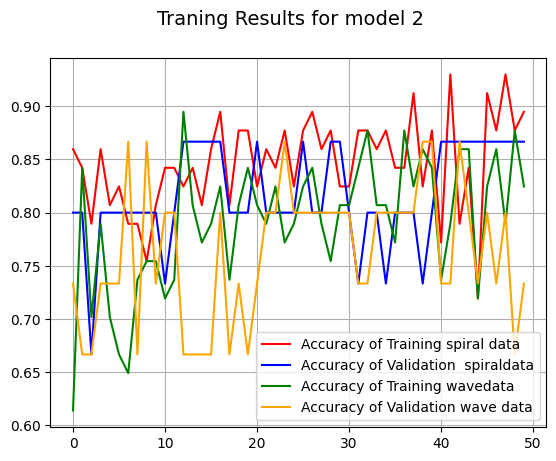 Traning Results for model 2
0.90
0.85
0.80
0.75
0.70
0.65
0.60
Accuracy of Training spiral data
Accuracy of Validation  spiraldata
Accuracy of Training wavedata
Accuracy of Validation wave data
0 10 20 30 40 50